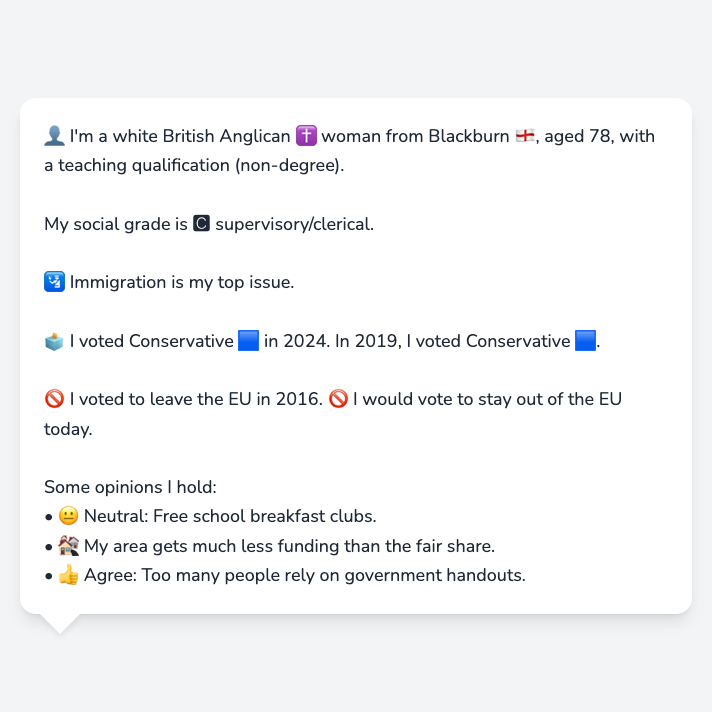 👤 I'm a white British Anglican ✝️ woman from Blackburn 🏴󠁧󠁢󠁥󠁮󠁧󠁿, aged 78, with
a teaching qualification (non-degree).
My social grade is 🅲 supervisory/clerical.
🛂 Immigration is my top issue.
🗳️ I voted Conservative 🟦 in 2024. In 2019, I voted Conservative 🟦.
🚫 I voted to leave the EU in 2016. 🚫 I would vote to stay out of the EU
today.
Some opinions I hold:
• 😐 Neutral: Free school breakfast clubs.
• 🏚️ My area gets much less funding than the fair share.
• 👍 Agree: Too many people rely on government handouts.